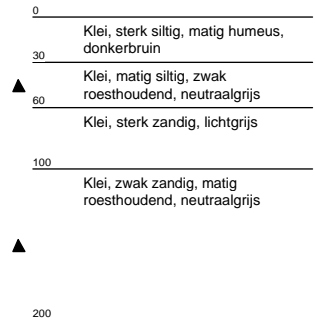 0
Klei, sterk siltig, matig humeus,
donkerbruin
30
Klei, matig siltig, zwak
roesthoudend, neutraalgrijs
60
Klei, sterk zandig, lichtgrijs
100
Klei, zwak zandig, matig
roesthoudend, neutraalgrijs
200